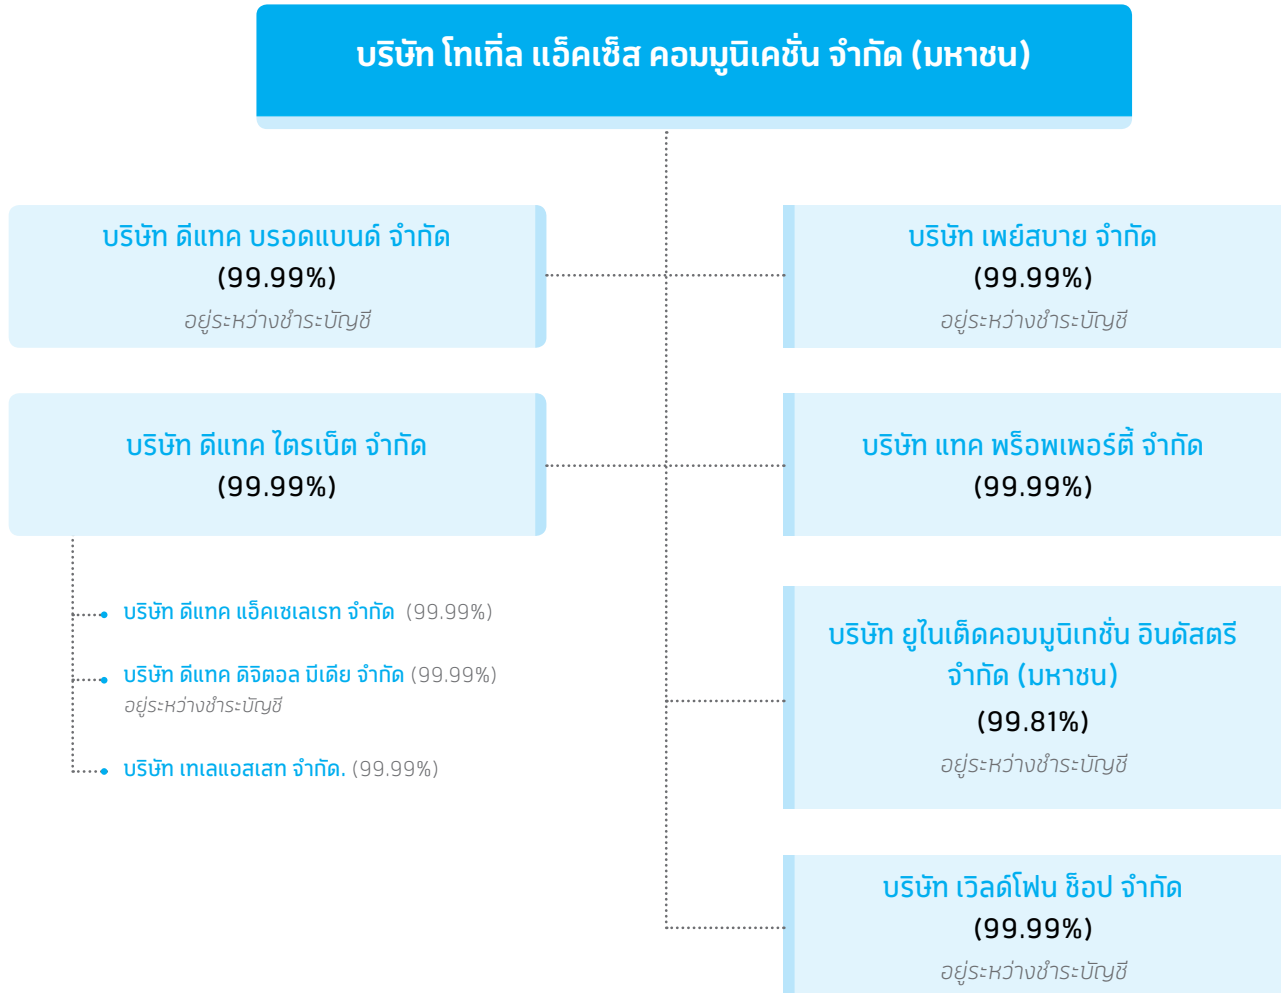 บริษัท โทเทิ่ล แอ็คเซ็ส คอมมูนิเคชั่น จำกัด (มหาชน)
บริษัท ดีแทค บรอดแบนด์ จำกัด
(99.99%)
อยู่ระหว่างชำระบัญชี
บริษัท เพย์สบาย จำกัด
(99.99%)
อยู่ระหว่างชำระบัญชี
บริษัท ดีแทค ไตรเน็ต จำกัด
(99.99%)
บริษัท แทค พร็อพเพอร์ตี้ จำกัด
(99.99%)
บริษัท ดีแทค แอ็คเซเลเรท จำกัด (99.99%)
บริษัท ดีแทค ดิจิตอล มีเดีย จำกัด (99.99%)
อยู่ระหว่างชำระบัญชี
บริษัท เทเลแอสเสท จำกัด. (99.99%)
บริษัท ยูไนเต็ดคอมมูนิเกชั่น อินดัสตรี
จำกัด (มหาชน)
(99.81%)
อยู่ระหว่างชำระบัญชี
บริษัท เวิลด์โฟน ช็อป จำกัด
(99.99%)
อยู่ระหว่างชำระบัญชี